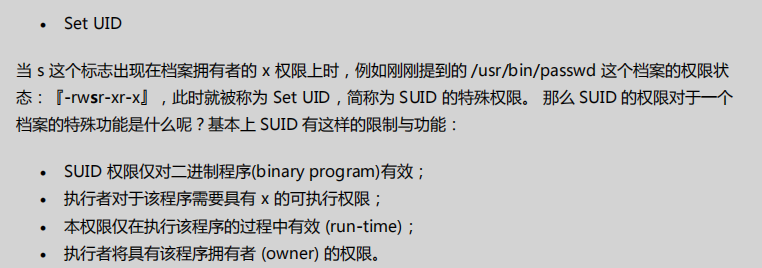 • Set UID
当 s 这个标志出现在档案拥有者的 x 权限上时，例如刚刚提到的 /usr/bin/passwd 这个档案的权限状
态：『-rwsr-xr-x』，此时就被称为 Set UID，简称为 SUID 的特殊权限。 那么 SUID 的权限对于一个
档案的特殊功能是什么呢？基本上 SUID 有这样的限制与功能：
• SUID 权限仅对二进制程序(binary program)有效；
• 执行者对于该程序需要具有 x 的可执行权限；
• 本权限仅在执行该程序的过程中有效 (run-time)；
• 执行者将具有该程序拥有者 (owner) 的权限。